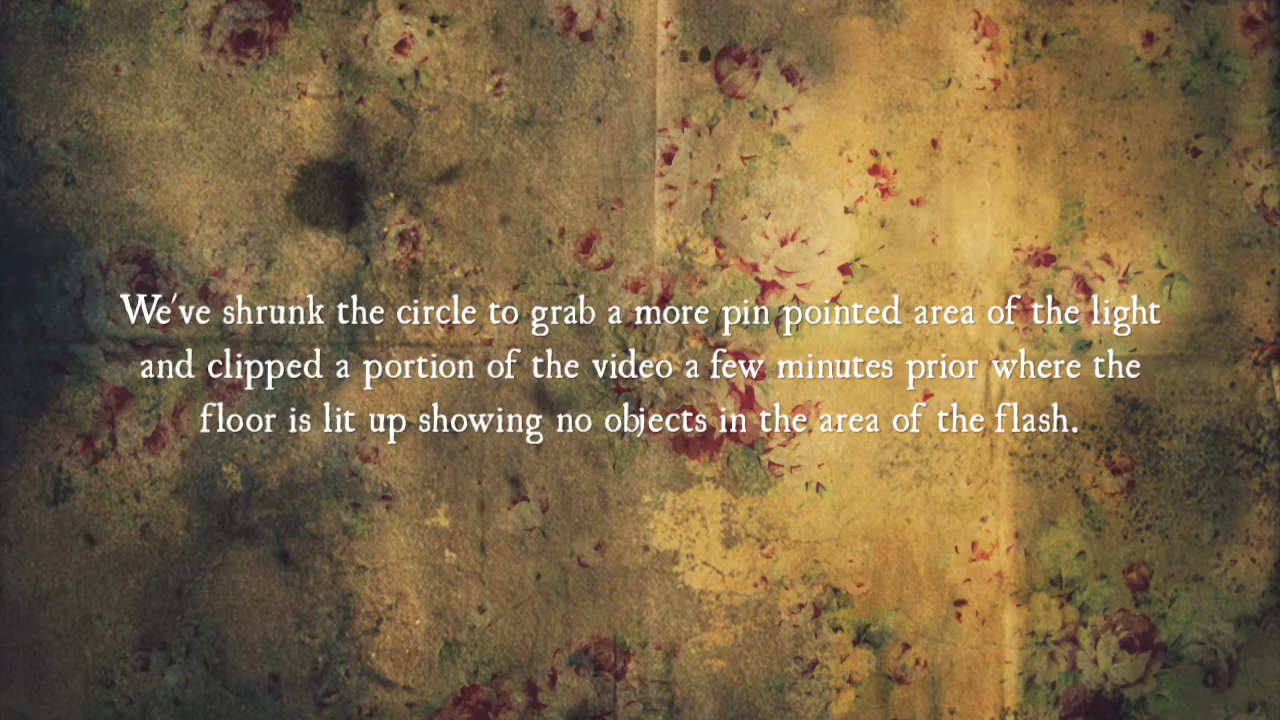 We've shrunk the circle to grab a more pin pointed area of the light
and clipped a portion of the video a few minutes prior where the
floor is lit up showing no objects in the area of the flash.